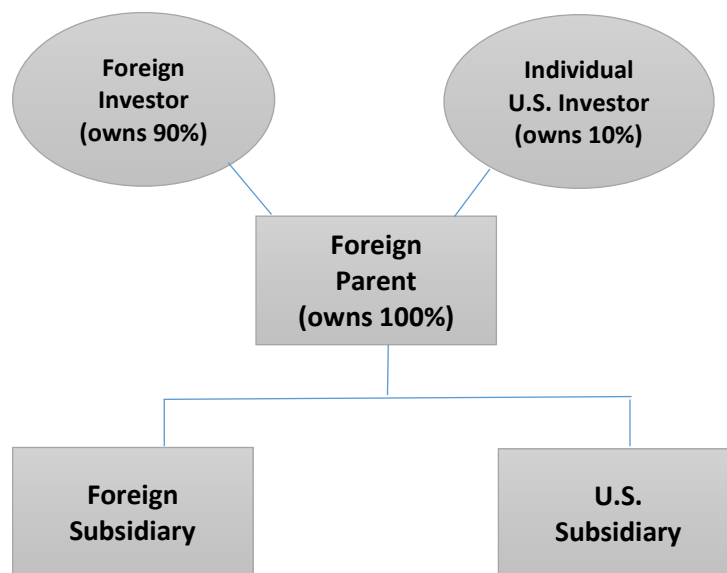 Foreign
Investor
(owns 90%)
Individual
U.S. Investor
(owns 10%)
Foreign
Parent
(owns 100%)
Foreign
Subsidiary
U.S.
Subsidiary